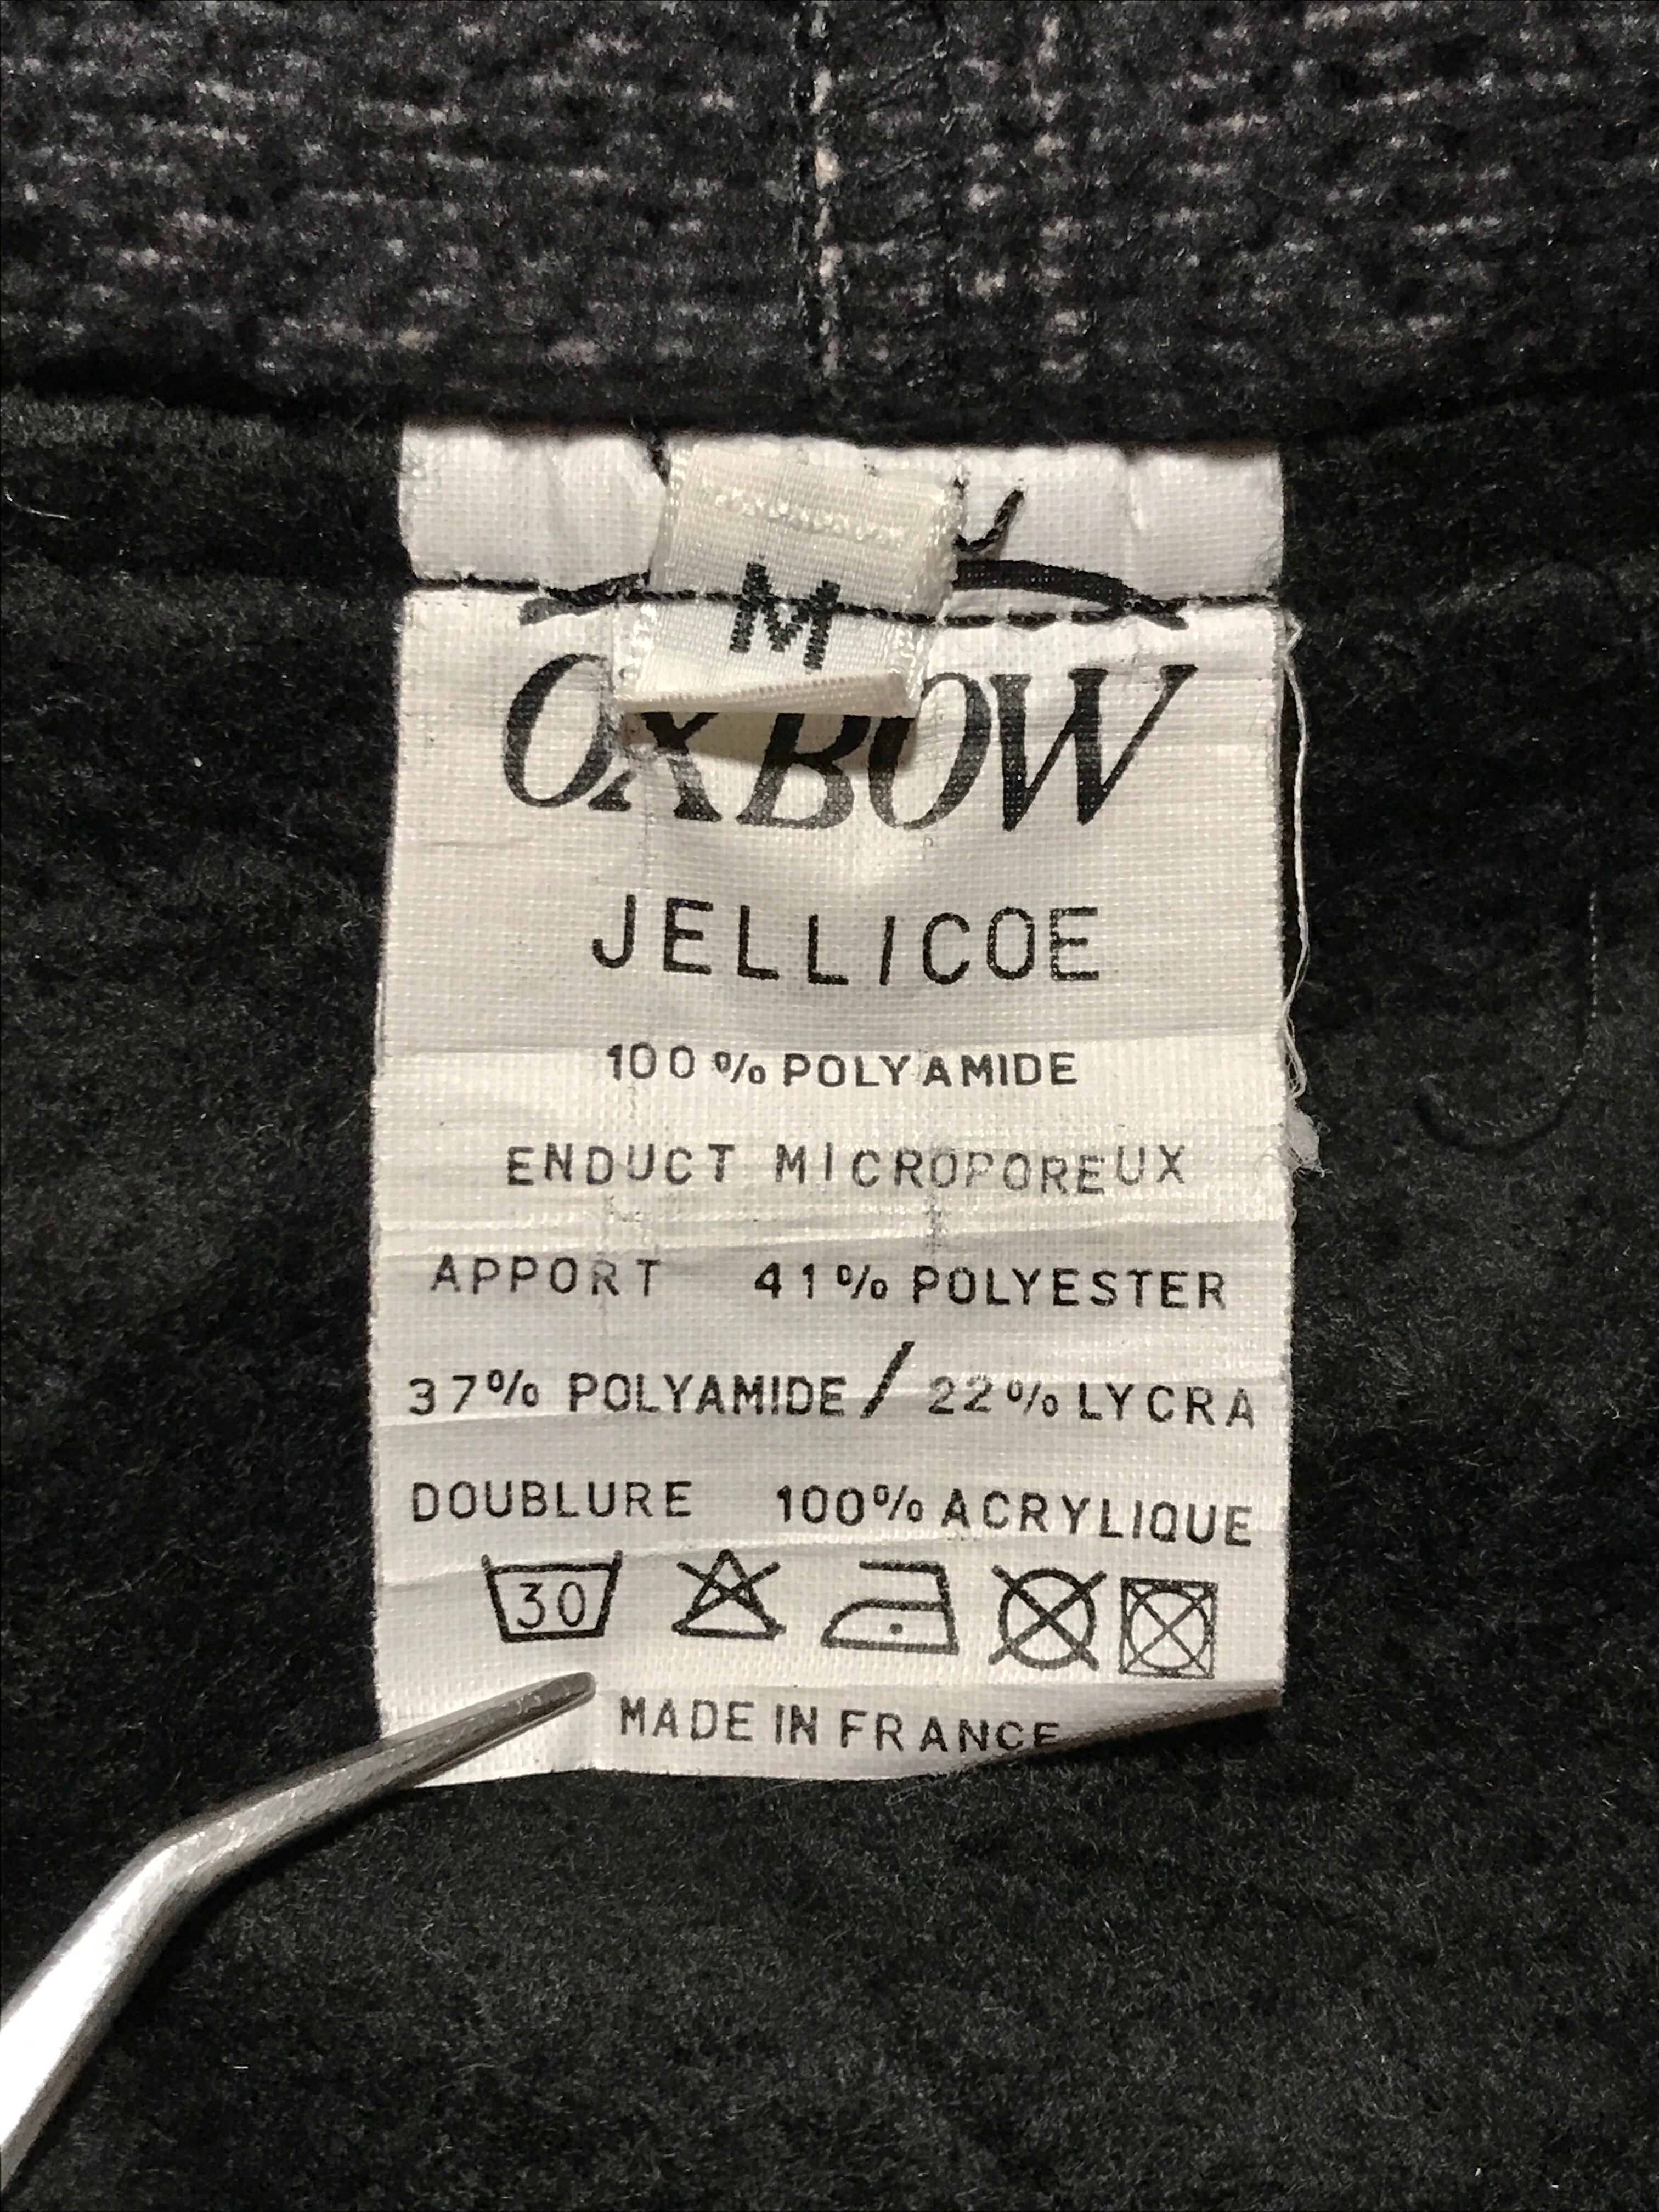 M
OXBOW
JELLICOE
100% POLYAMIDE
ENDUCT MICROPOREUX
APPORT 41% POLYESTER
37% POLYAMIDE / 22% LYCRA
DOUBLURE 100% ACRYLIQUE
30
MADE IN FRANCE